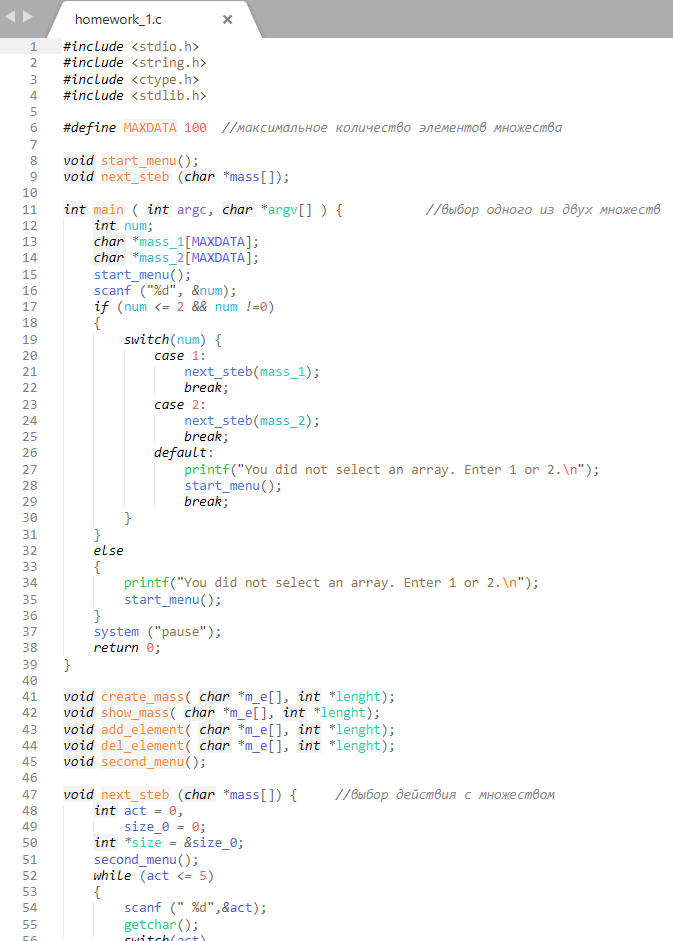 homework_1.c
1 #include <stdio.h>
2 #include <string.h>
3 #include <ctype.h>
4 #include <stdlib.h>
5
6 #define MAXDATA 100  //максимальное количество элементов множества
7
8 void start_menu();
9 void next_steb (char *mass[]);
10
11 int main ( int argc, char *argv[] ) {           //выбор одного из двух множеств
12     int num;
13     char *mass_1[MAXDATA];
14     char *mass_2[MAXDATA];
15     start_menu();
16     scanf ("%d", &num);
17     if (num <= 2 && num !=0)
18     {
19         switch(num) {
20             case 1:
21                 next_steb(mass_1);
22                 break;
23             case 2:
24                 next_steb(mass_2);
25                 break;
26             default:
27                 printf("You did not select an array. Enter 1 or 2.\n");
28                 start_menu();
29                 break;
30         }
31     }
32     else
33     {
34         printf("You did not select an array. Enter 1 or 2.\n");
35         start_menu();
36     }
37     system ("pause");
38     return 0;
39 }
40
41 void create_mass( char *m_e[], int *lenght);
42 void show_mass( char *m_e[], int *lenght);
43 void add_element( char *m_e[], int *lenght);
44 void del_element( char *m_e[], int *lenght);
45 void second_menu();
46
47 void next_steb (char *mass[]) {     //выбор действия с множеством
48     int act = 0,
49         size_0 = 0;
50     int *size = &size_0;
51     second_menu();
52     while (act <= 5)
53     {
54         scanf (" %d",&act);
55         getchar();
56         switch(act)